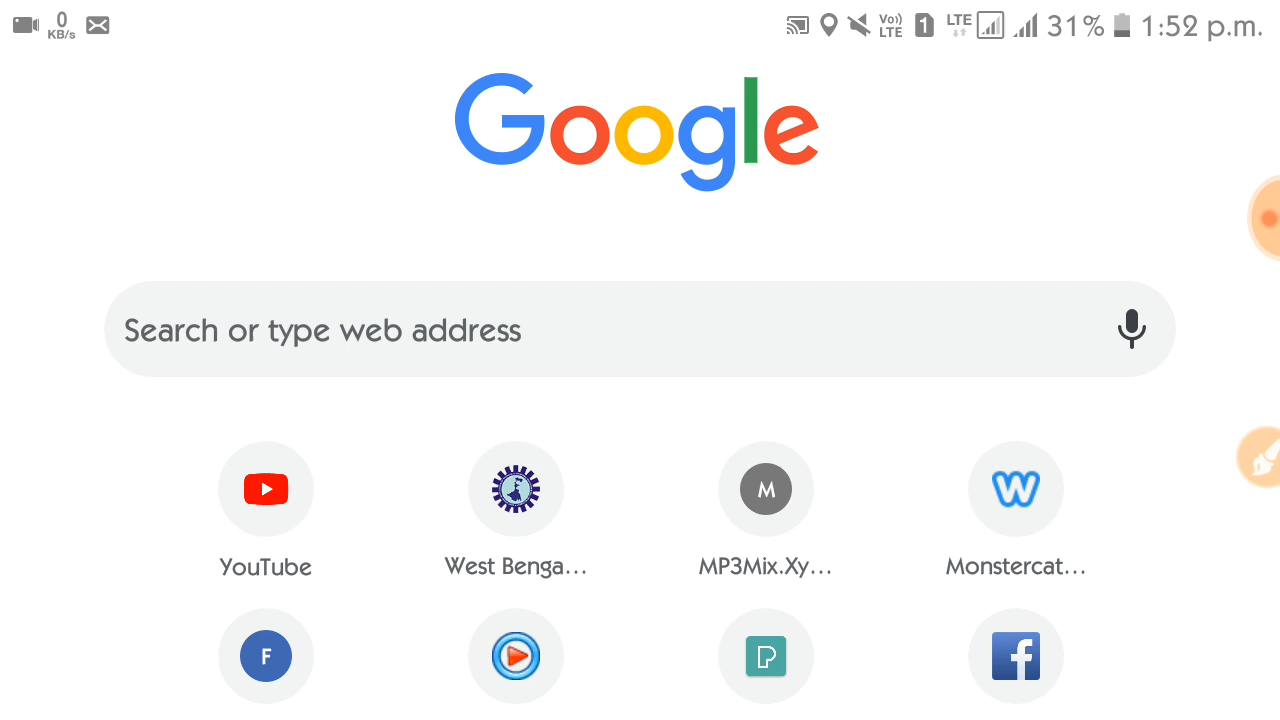 0 KB/s Vo)) LTE 1 LTE 31% 1:52 p.m.
Google
Search or type web address
M W
YouTube West Benga... MP3Mix.Xy... Monstercat...
F P f